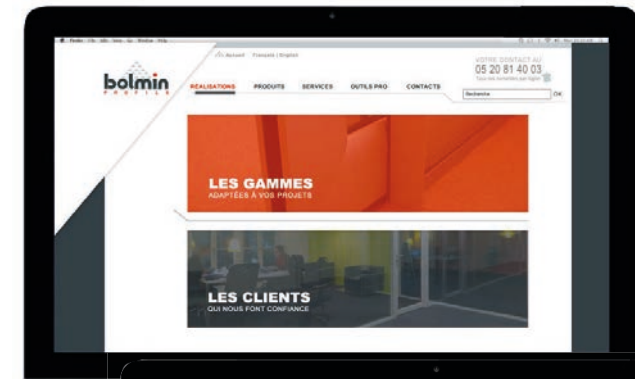 Accueil Français | English
VOTRE CONTACT AU
05 20 81 40 03
bolmin
PROFILS
RÉALISATIONS PRODUITS SERVICES OUTILS PRO CONTACTS
Recherche OK
LES GAMMES
ADAPTÉES À VOS PROJETS
LES CLIENTS
QUI NOUS FONT CONFIANCE